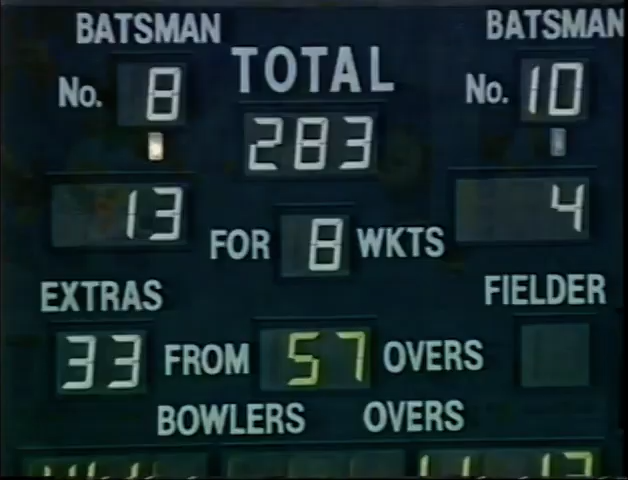 BATSMAN BATSMAN
No. 8 TOTAL No. 10
283
13 FOR 8 WKTS 4
EXTRAS FIELDER
33 FROM 57 OVERS
BOWLERS OVERS